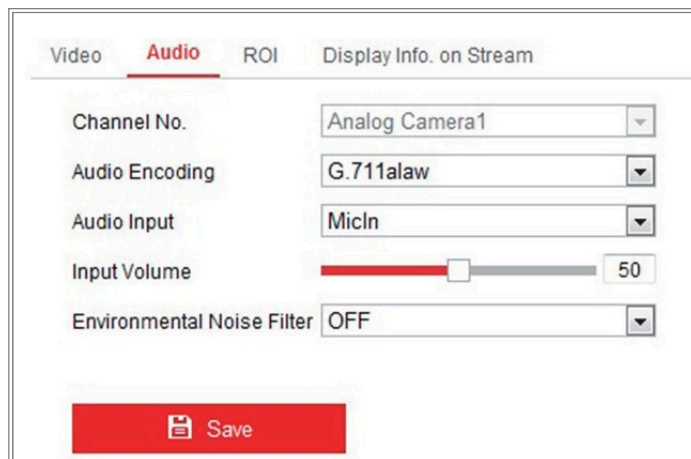 Video Audio ROI Display Info. on Stream
Channel No. Analog Camera1
Audio Encoding G.711alaw
Audio Input MicIn
Input Volume 50
Environmental Noise Filter OFF
Save